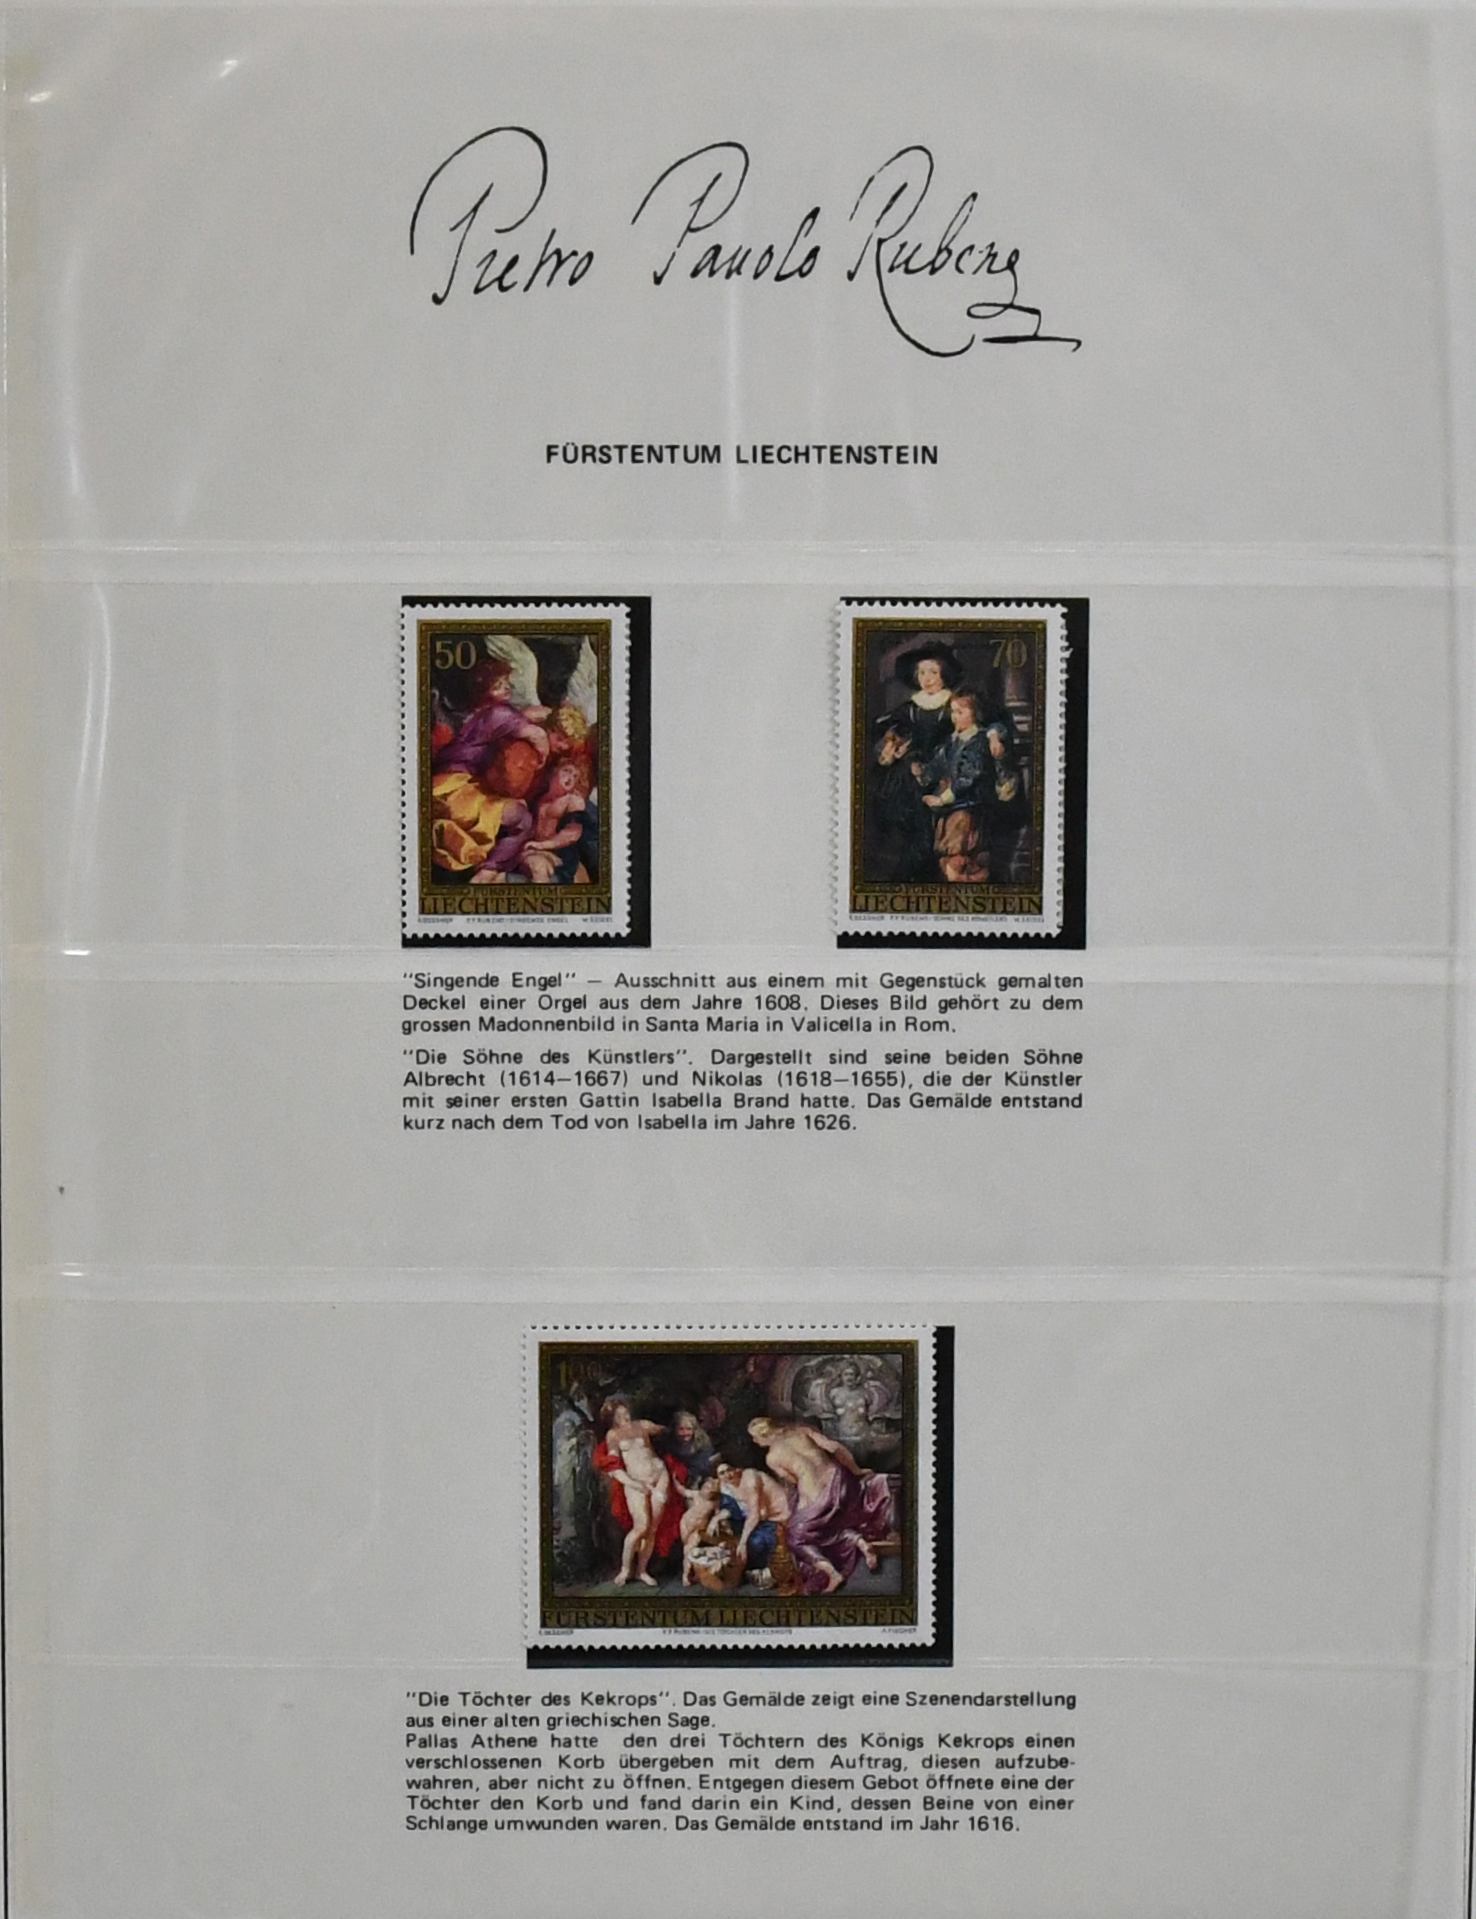 Pietro Pauolo Rubens
FÜRSTENTUM LIECHTENSTEIN
50
FÜRSTENTUM
LIECHTENSTEIN
70
FÜRSTENTUM
LIECHTENSTEIN
"Singende Engel" — Ausschnitt aus einem mit Gegenstück gemalten
Deckel einer Orgel aus dem Jahre 1608. Dieses Bild gehört zu dem
grossen Madonnenbild in Santa Maria in Valicella in Rom.
"Die Söhne des Künstlers". Dargestellt sind seine beiden Söhne
Albrecht (1614—1667) und Nikolas (1618—1655), die der Künstler
mit seiner ersten Gattin Isabella Brand hatte. Das Gemälde entstand
kurz nach dem Tod von Isabella im Jahre 1626.
100
FÜRSTENTUM LIECHTENSTEIN
"Die Töchter des Kekrops". Das Gemälde zeigt eine Szenendarstellung
aus einer alten griechischen Sage.
Pallas Athene hatte den drei Töchtern des Königs Kekrops einen
verschlossenen Korb übergeben mit dem Auftrag, diesen aufzube-
wahren, aber nicht zu öffnen. Entgegen diesem Gebot öffnete eine der
Töchter den Korb und fand darin ein Kind, dessen Beine von einer
Schlange umwunden waren. Das Gemälde entstand im Jahr 1616.